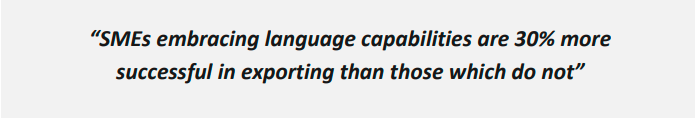 “SMEs embracing language capabilities are 30% more
successful in exporting than those which do not”